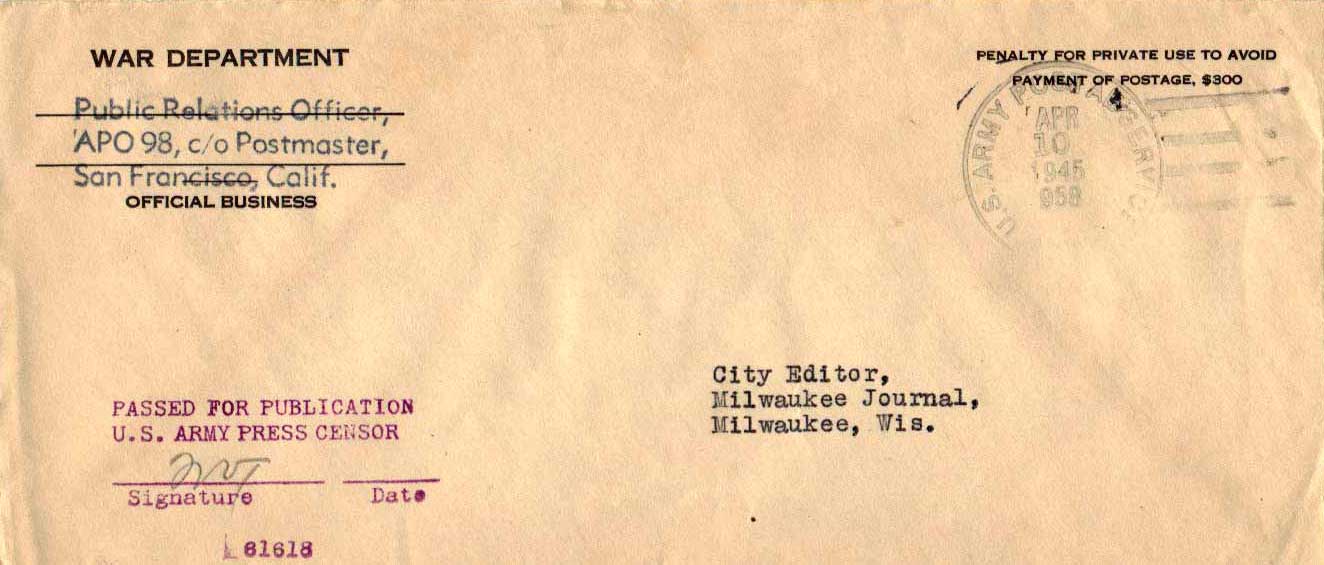 WAR DEPARTMENT
Public Relations Officer,
APO 98, c/o Postmaster,
San Francisco, Calif.
OFFICIAL BUSINESS
PENALTY FOR PRIVATE USE TO AVOID
PAYMENT OF POSTAGE, $300
U.S. ARMY POSTAL SERVICE
APR
10
1945
958
City Editor,
Milwaukee Journal,
Milwaukee, Wis.
PASSED FOR PUBLICATION
U.S. ARMY PRESS CENSOR
Signature Date
81618